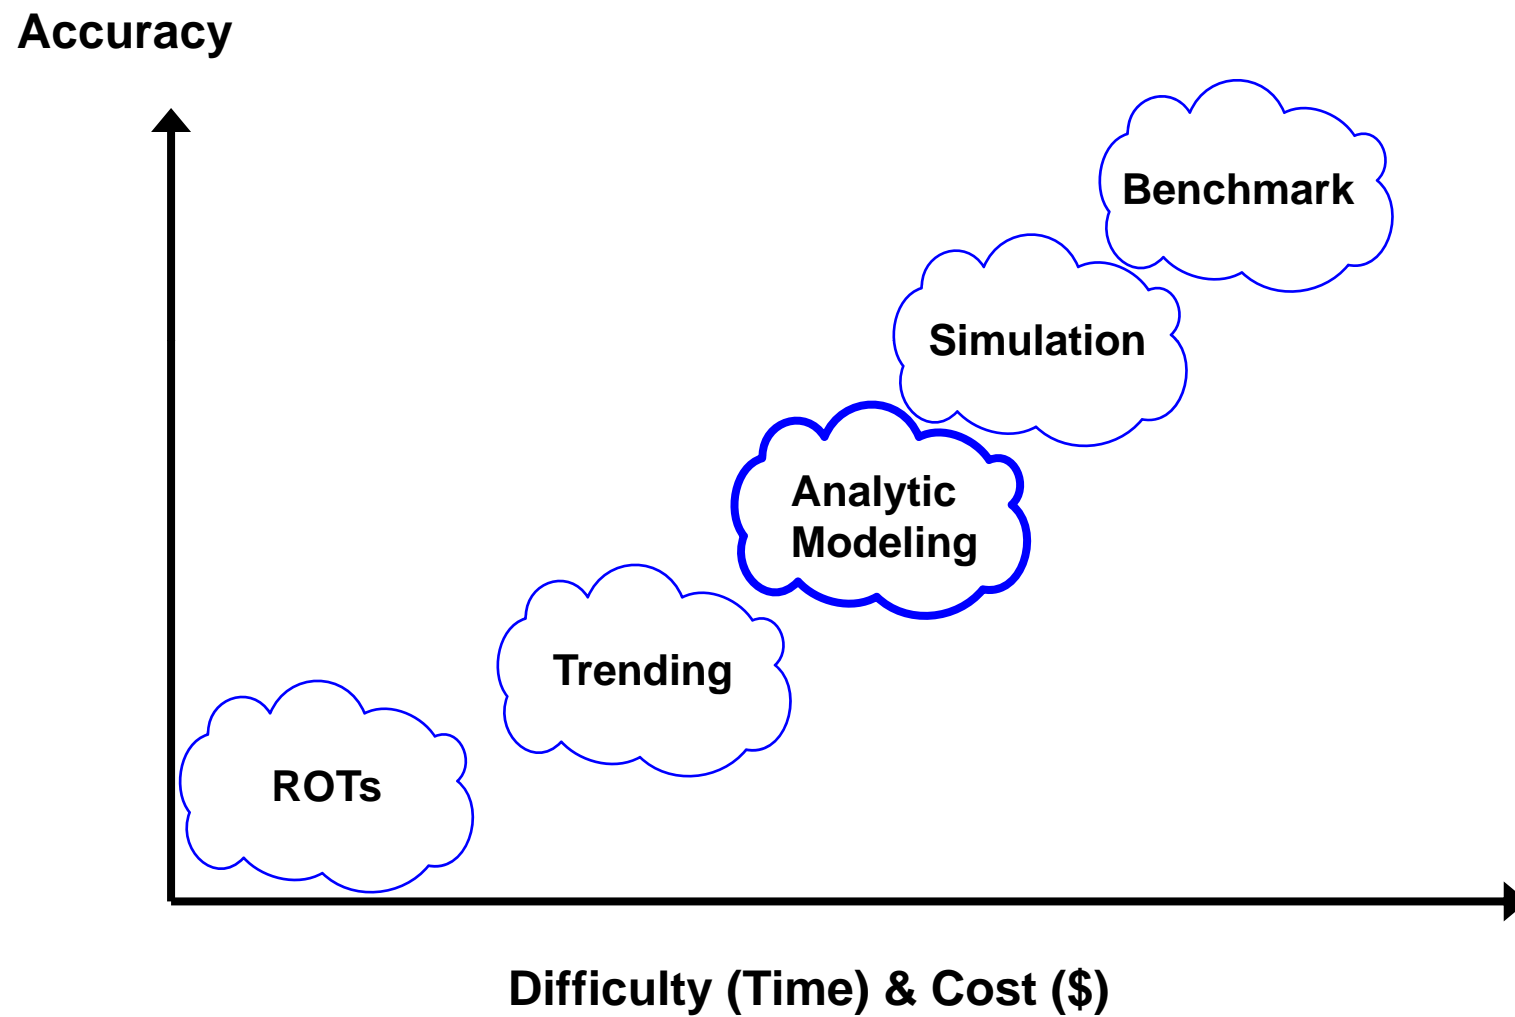 Accuracy
Benchmark
Simulation
Analytic
Modeling
Trending
ROTs
Difficulty (Time) & Cost ($)